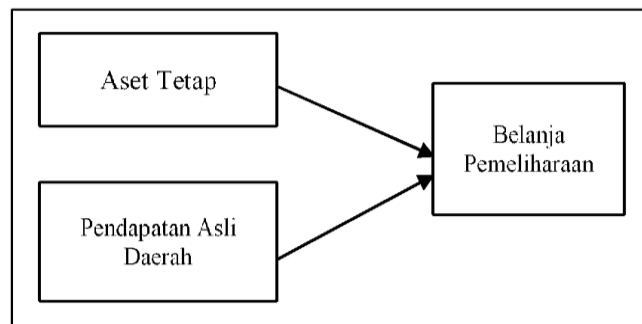 Aset Tetap
Belanja
Pemeliharaan
Pendapatan Asli
Daerah